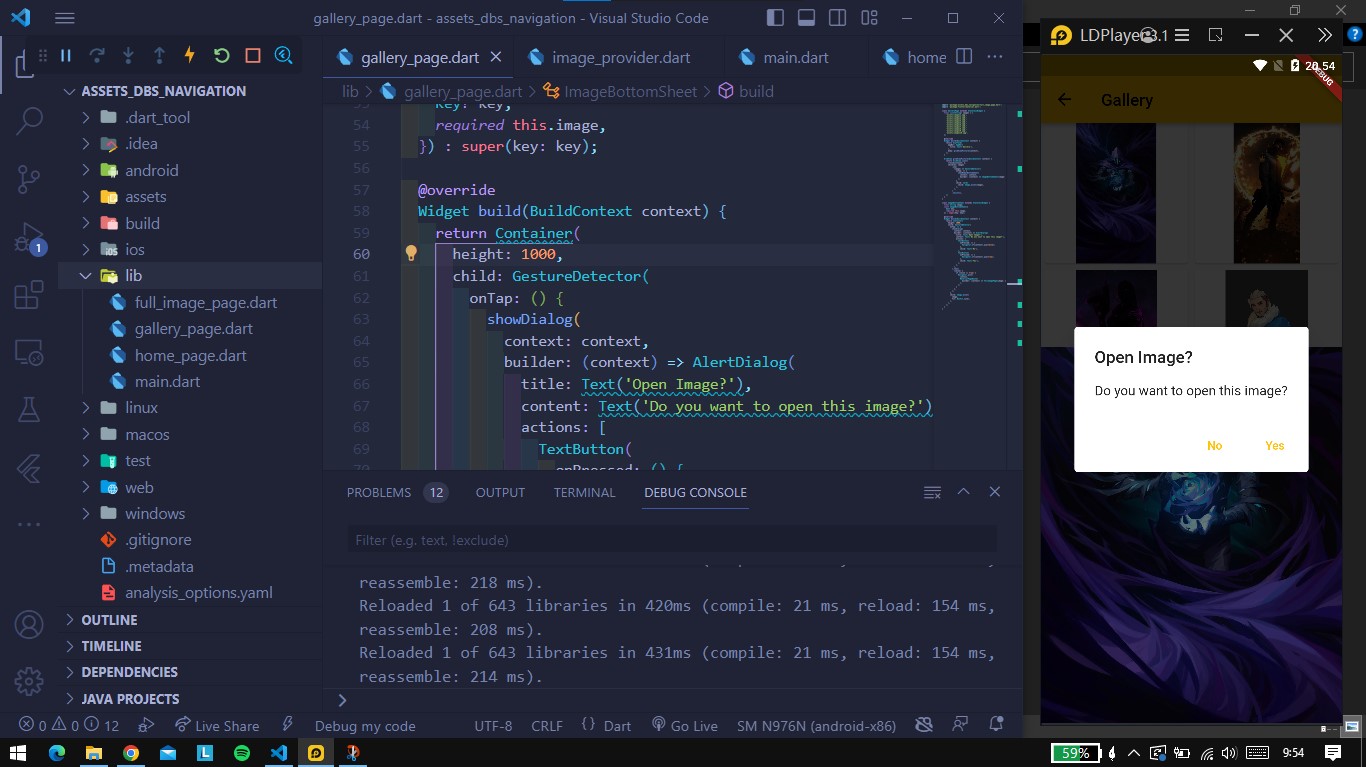 gallery_page.dart - assets_dbs_navigation - Visual Studio Code
gallery_page.dart
image_provider.dart
main.dart
home
lib > gallery_page.dart > ImageBottomSheet > build
ASSETS_DBS_NAVIGATION
.dart_tool
.idea
android
assets
build
ios
lib
full_image_page.dart
gallery_page.dart
home_page.dart
main.dart
linux
macos
test
web
windows
.gitignore
.metadata
analysis_options.yaml
OUTLINE
TIMELINE
DEPENDENCIES
JAVA PROJECTS
1
key: key,
54 required this.image,
55 }) : super(key: key);
56
57 @override
58 Widget build(BuildContext context) {
59 return Container(
60 height: 1000,
61 child: GestureDetector(
62 onTap: () {
63 showDialog(
64 context: context,
65 builder: (context) => AlertDialog(
66 title: Text('Open Image?'),
67 content: Text('Do you want to open this image?')
68 actions: [
69 TextButton(
70 onPressed: () {
PROBLEMS 12 OUTPUT TERMINAL DEBUG CONSOLE
Filter (e.g. text, !exclude)
reassemble: 218 ms).
Reloaded 1 of 643 libraries in 420ms (compile: 21 ms, reload: 154 ms,
reassemble: 208 ms).
Reloaded 1 of 643 libraries in 431ms (compile: 21 ms, reload: 154 ms,
reassemble: 214 ms).
0 0 12 Live Share Debug my code UTF-8 CRLF {} Dart Go Live SM N976N (android-x86)
LDPlayer
3.1
20.54
DEBUG
Gallery
Open Image?
Do you want to open this image?
No Yes
59%
9:54